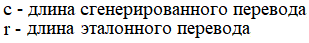 c - длина сгенерированного перевода
r - длина эталонного перевода